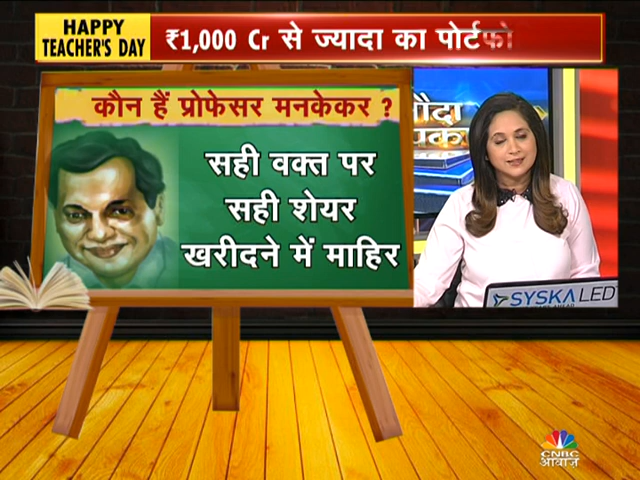 HAPPY
TEACHER'S DAY
₹1,000 Cr से ज्यादा का पोर्टफो
कौन हैं प्रोफेसर मनकेकर ?
सही वक्त पर
सही शेयर
खरीदने में माहिर
सौदा
SYSKA LED
CNBC
आवाज़